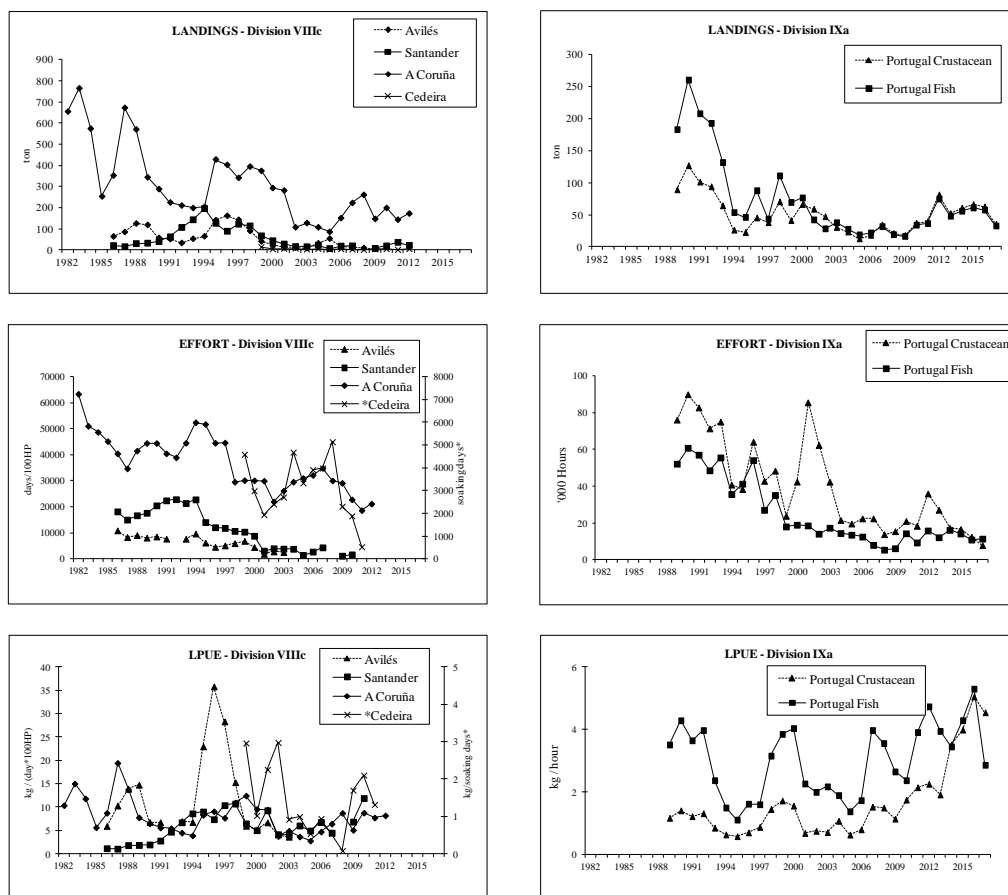 LANDINGS - Division VIIIc
Avilés
Santander
A Coruña
Cedeira
ton
900
800
700
600
500
400
300
200
100
0
1982 1985 1988 1991 1994 1997 2000 2003 2006 2009 2012 2015
LANDINGS - Division IXa
Portugal Crustacean
Portugal Fish
ton
300
250
200
150
100
50
0
1982 1985 1988 1991 1994 1997 2000 2003 2006 2009 2012 2015
EFFORT - Division VIIIc
Avilés
Santander
A Coruña
*Cedeira
days/100HP
70000
60000
50000
40000
30000
20000
10000
0
8000
7000
6000
5000
4000
3000
2000
1000
0
soaking days*
1982 1985 1988 1991 1994 1997 2000 2003 2006 2009 2012 2015
EFFORT - Division IXa
Portugal Crustacean
Portugal Fish
'000 Hours
100
80
60
40
20
0
1982 1985 1988 1991 1994 1997 2000 2003 2006 2009 2012 2015
LPUE - Division VIIIc
Avilés
Santander
A Coruña
*Cedeira
kg / (day*100HP)
40
35
30
25
20
15
10
5
0
5
4
3
2
1
0
kg/soaking days*
1982 1985 1988 1991 1994 1997 2000 2003 2006 2009 2012 2015
LPUE - Division IXa
Portugal Crustacean
Portugal Fish
kg /hour
6
4
2
0
1982 1985 1988 1991 1994 1997 2000 2003 2006 2009 2012 2015